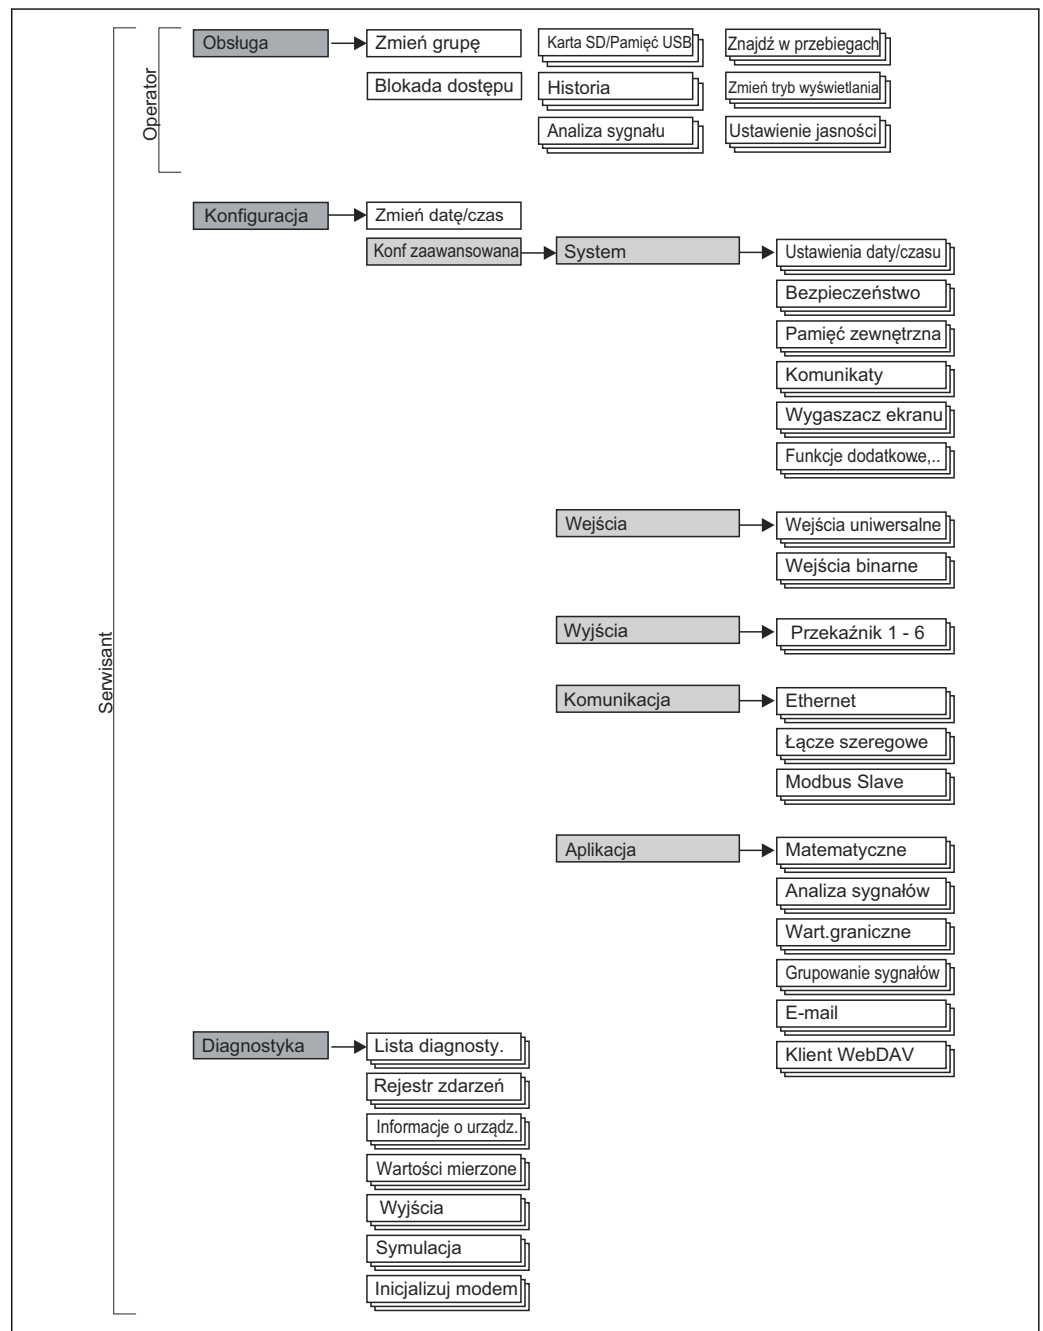 Operator
Serwisant
Obsługa
Zmień grupę
Karta SD/Pamięć USB
Znajdź w przebiegach
Blokada dostępu
Historia
Zmień tryb wyświetlania
Analiza sygnału
Ustawienie jasności
Konfiguracja
Zmień datę/czas
Konf zaawansowana
System
Ustawienia daty/czasu
Bezpieczeństwo
Pamięć zewnętrzna
Komunikaty
Wygaszacz ekranu
Funkcje dodatkowe,..
Wejścia
Wejścia uniwersalne
Wejścia binarne
Wyjścia
Przekaźnik 1 - 6
Komunikacja
Ethernet
Łącze szeregowe
Modbus Slave
Aplikacja
Matematyczne
Analiza sygnałów
Wart.graniczne
Grupowanie sygnałów
E-mail
Klient WebDAV
Diagnostyka
Lista diagnosty.
Rejestr zdarzeń
Informacje o urządz.
Wartości mierzone
Wyjścia
Symulacja
Inicjalizuj modem